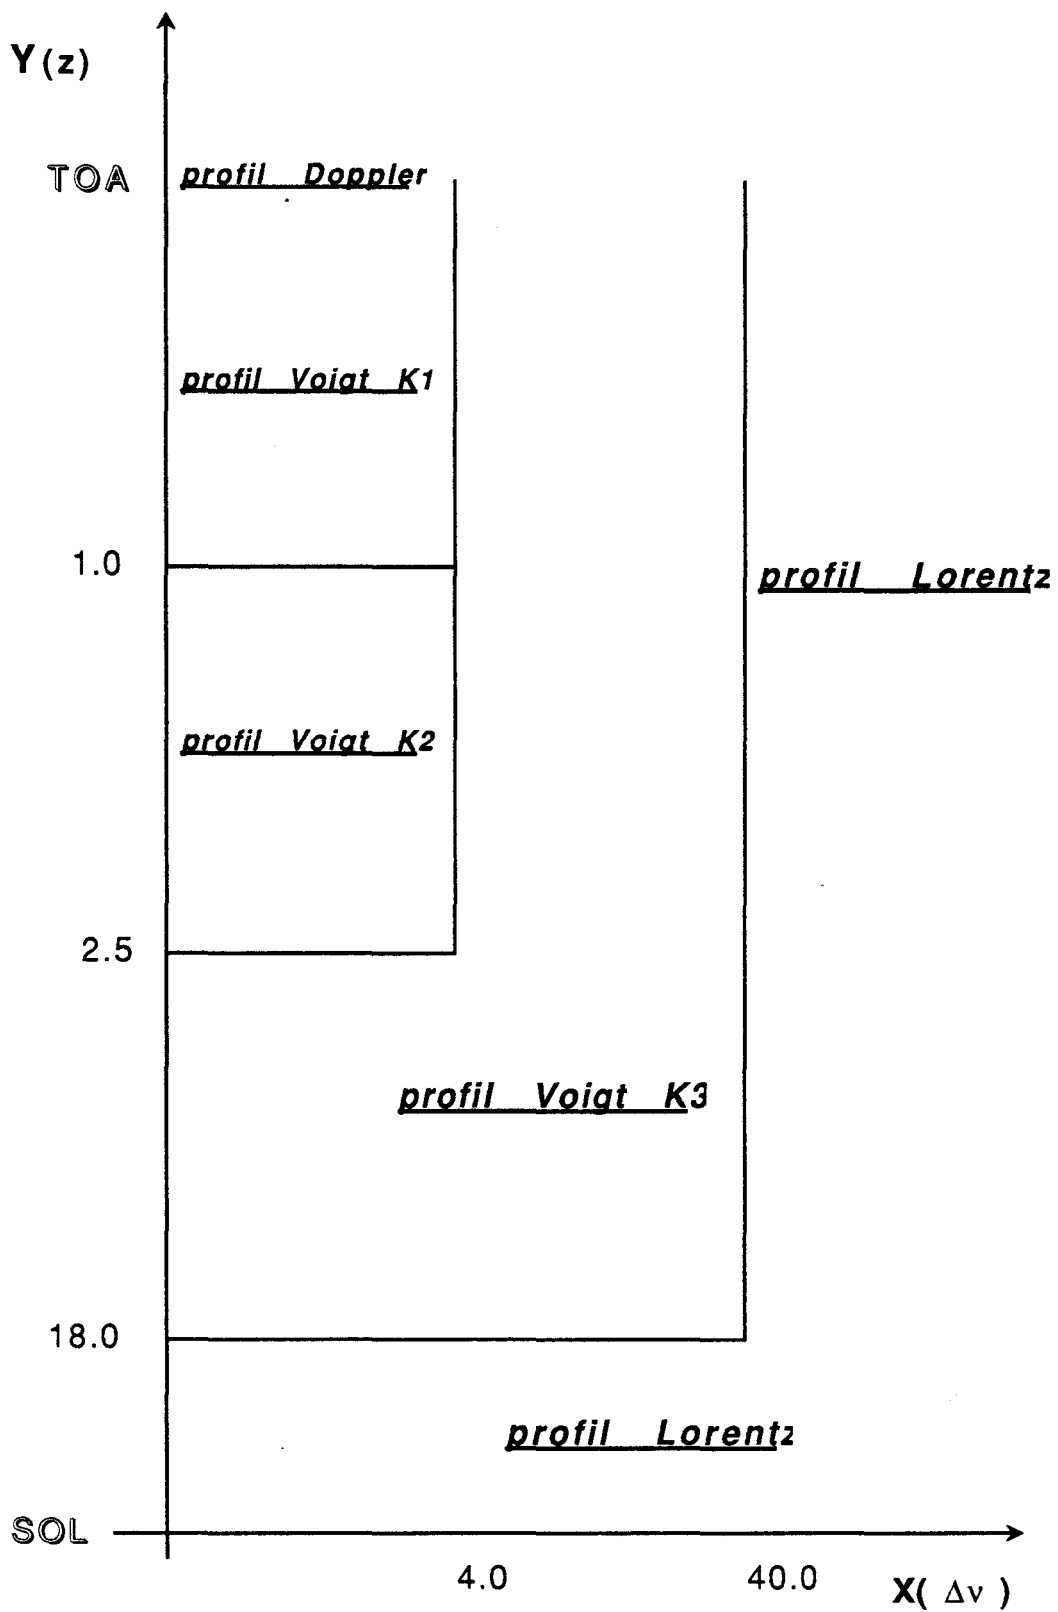 Y(z)
TOA
profil Doppler
profil Voigt K1
1.0
profil Lorentz
profil Voigt K2
2.5
profil Voigt K3
18.0
profil Lorentz
SOL
4.0
40.0
X( Δν )